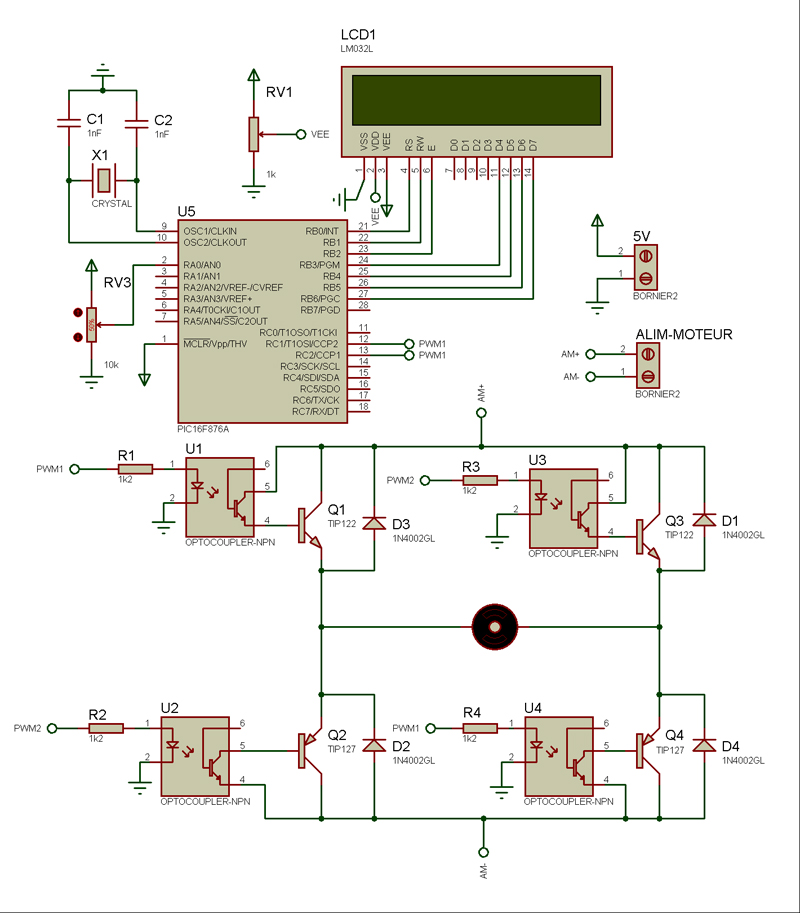 LCD1
LM032L
C1
1nF
C2
1nF
X1
CRYSTAL
RV1
VEE
1k
VSS
VDD
VEE
RS
RW
E
D0
D1
D2
D3
D4
D5
D6
D7
1
2
3
4
5
6
7
8
9
10
11
12
13
14
VEE
U5
9
OSC1/CLKIN
10
OSC2/CLKOUT
2
RA0/AN0
3
RA1/AN1
4
RA2/AN2/VREF-/CVREF
5
RA3/AN3/VREF+
6
RA4/T0CKI/C1OUT
7
RA5/AN4/SS/C2OUT
1
MCLR/Vpp/THV
RB0/INT
21
RB1
22
RB2
23
RB3/PGM
24
RB4
25
RB5
26
RB6/PGC
27
RB7/PGD
28
RC0/T1OSO/T1CKI
11
RC1/T1OSI/CCP2
12
RC2/CCP1
13
RC3/SCK/SCL
14
RC4/SDI/SDA
15
RC5/SDO
16
RC6/TX/CK
17
RC7/RX/DT
18
PIC16F876A
PWM1
PWM1
RV3
50%
10k
5V
2
1
BORNIER2
ALIM-MOTEUR
AM+
2
AM-
1
BORNIER2
AM+
PWM1
R1
1k2
U1
1
2
6
5
4
OPTOCOUPLER-NPN
Q1
TIP122
D3
1N4002GL
PWM2
R3
1k2
U3
1
2
6
5
4
OPTOCOUPLER-NPN
Q3
TIP122
D1
1N4002GL
PWM2
R2
1k2
U2
1
2
6
5
4
OPTOCOUPLER-NPN
Q2
TIP127
D2
1N4002GL
PWM1
R4
1k2
U4
1
2
6
5
4
OPTOCOUPLER-NPN
Q4
TIP127
D4
1N4002GL
AM-